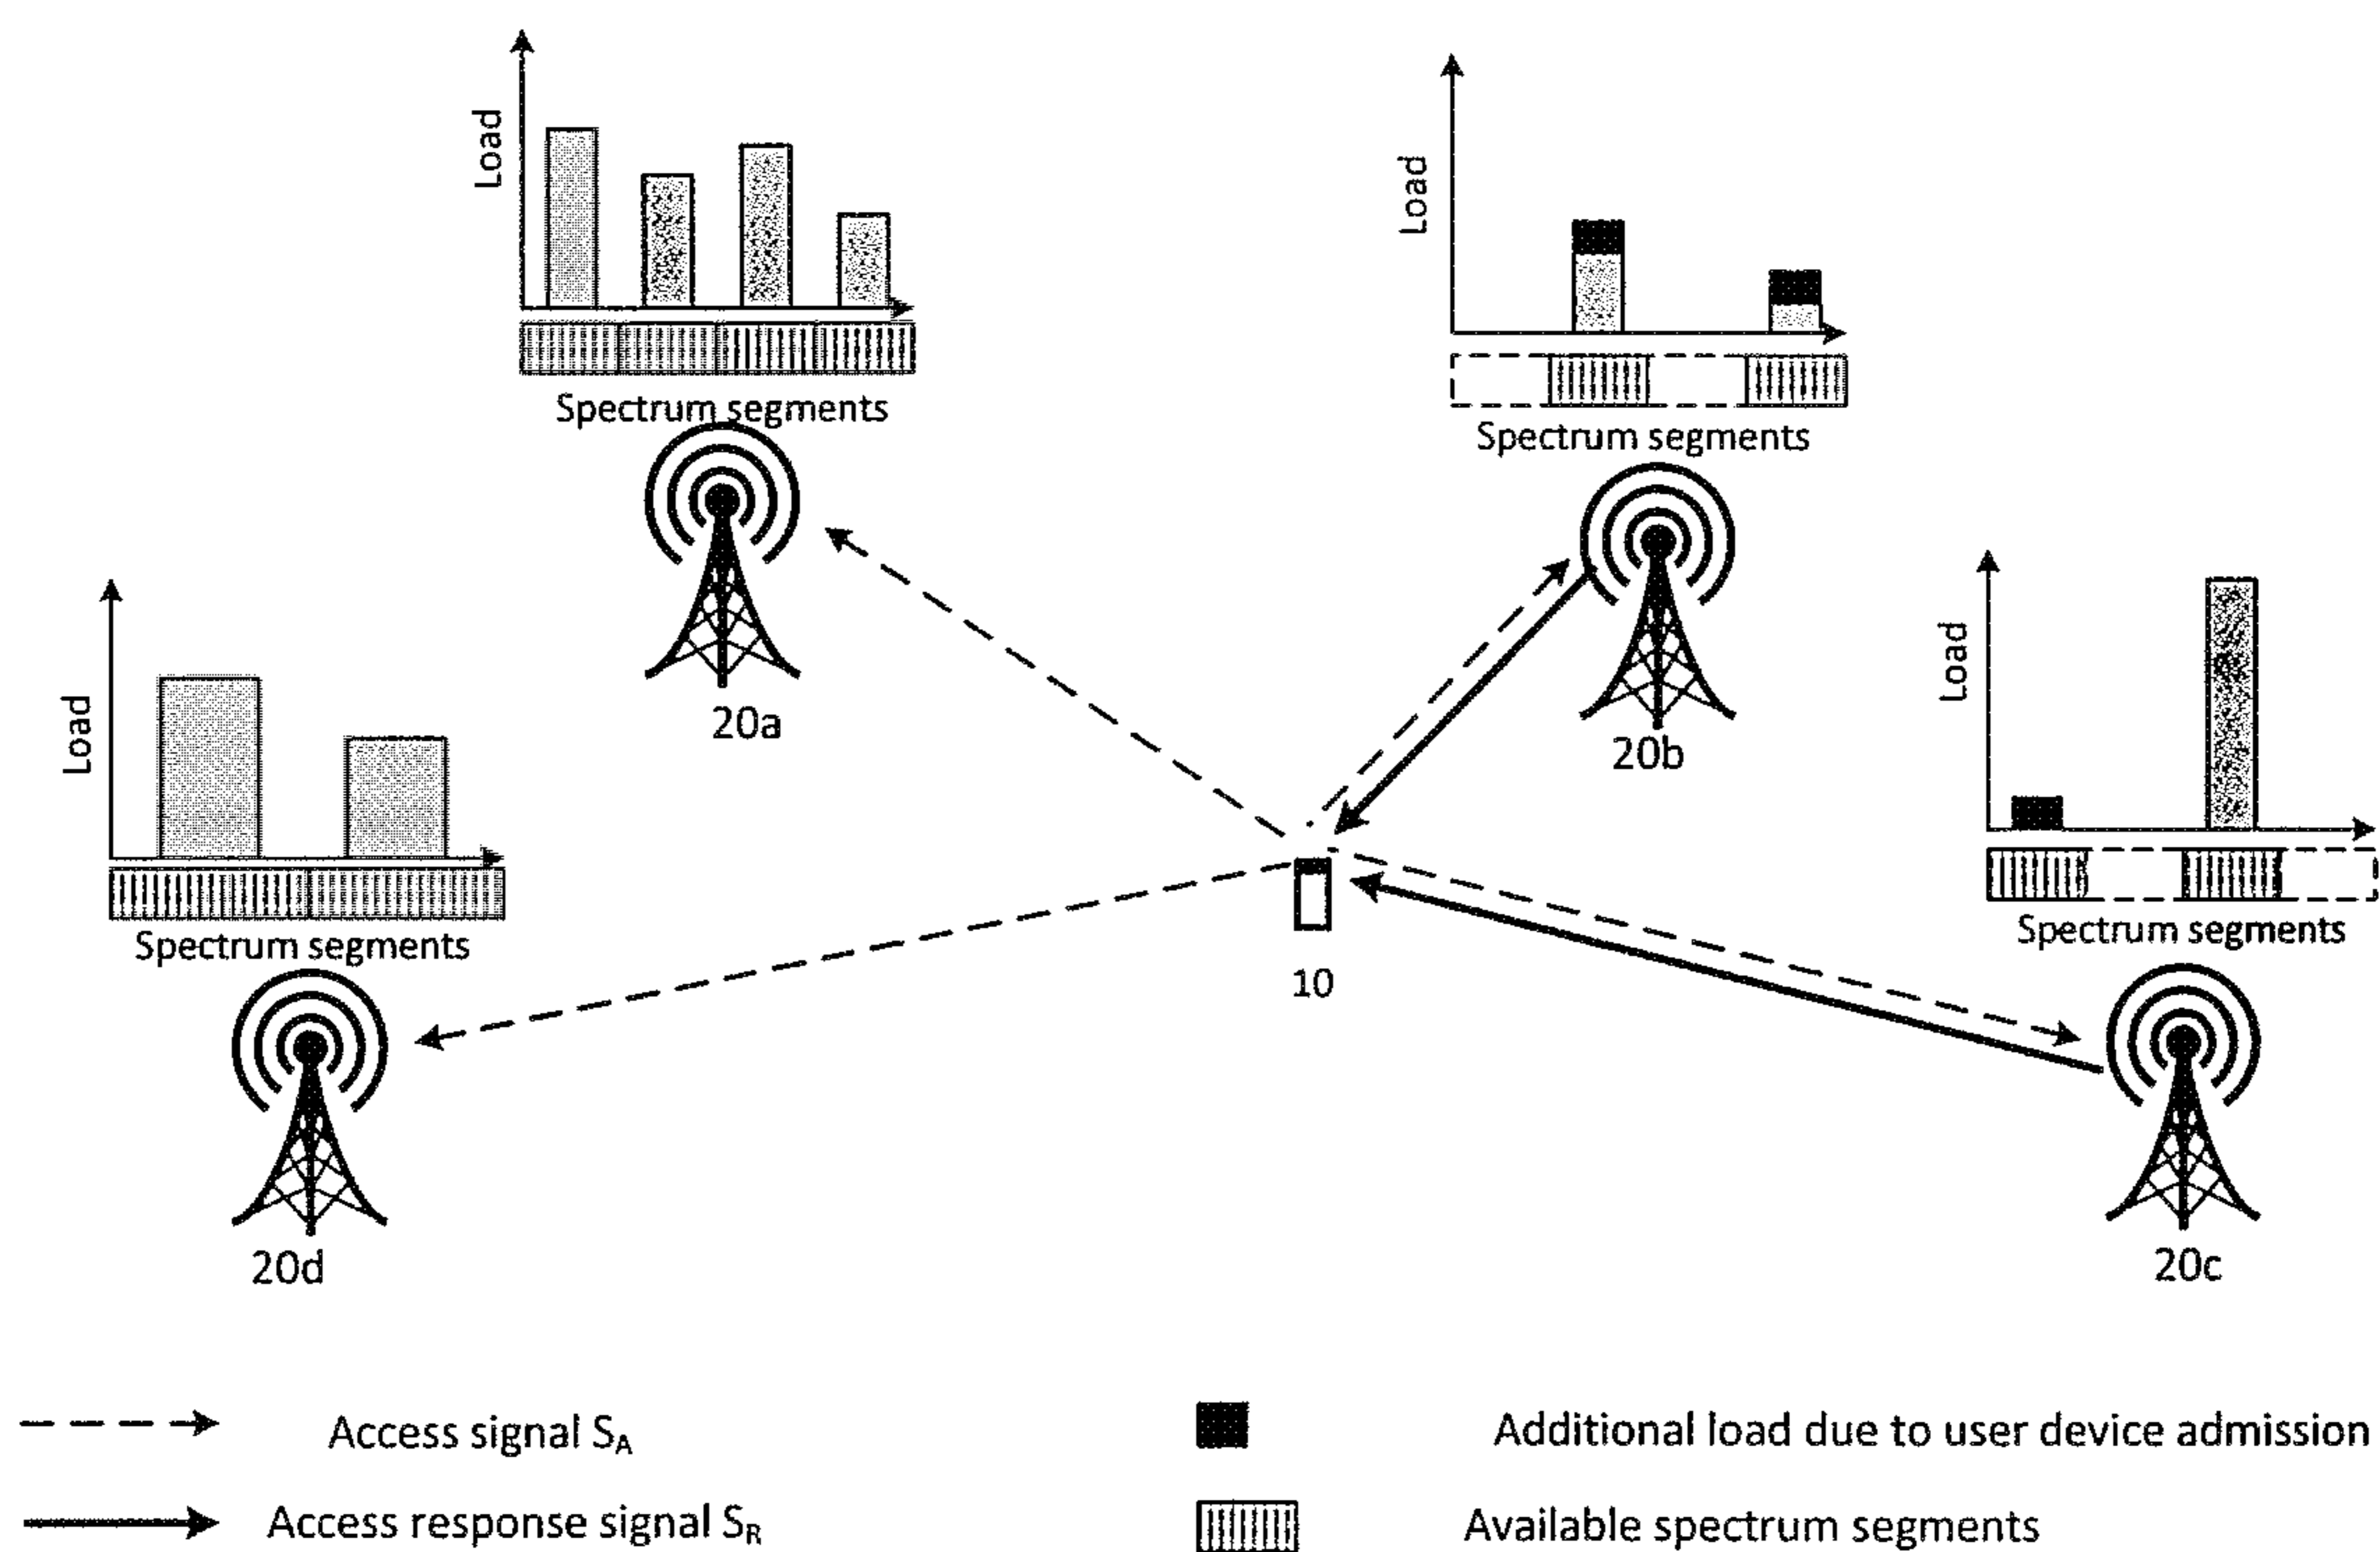 Load
Spectrum segments
20a
Load
Spectrum segments
20b
Load
Spectrum segments
20d
Load
Spectrum segments
20c
10
Access signal SA
Additional load due to user device admission
Access response signal SR
Available spectrum segments